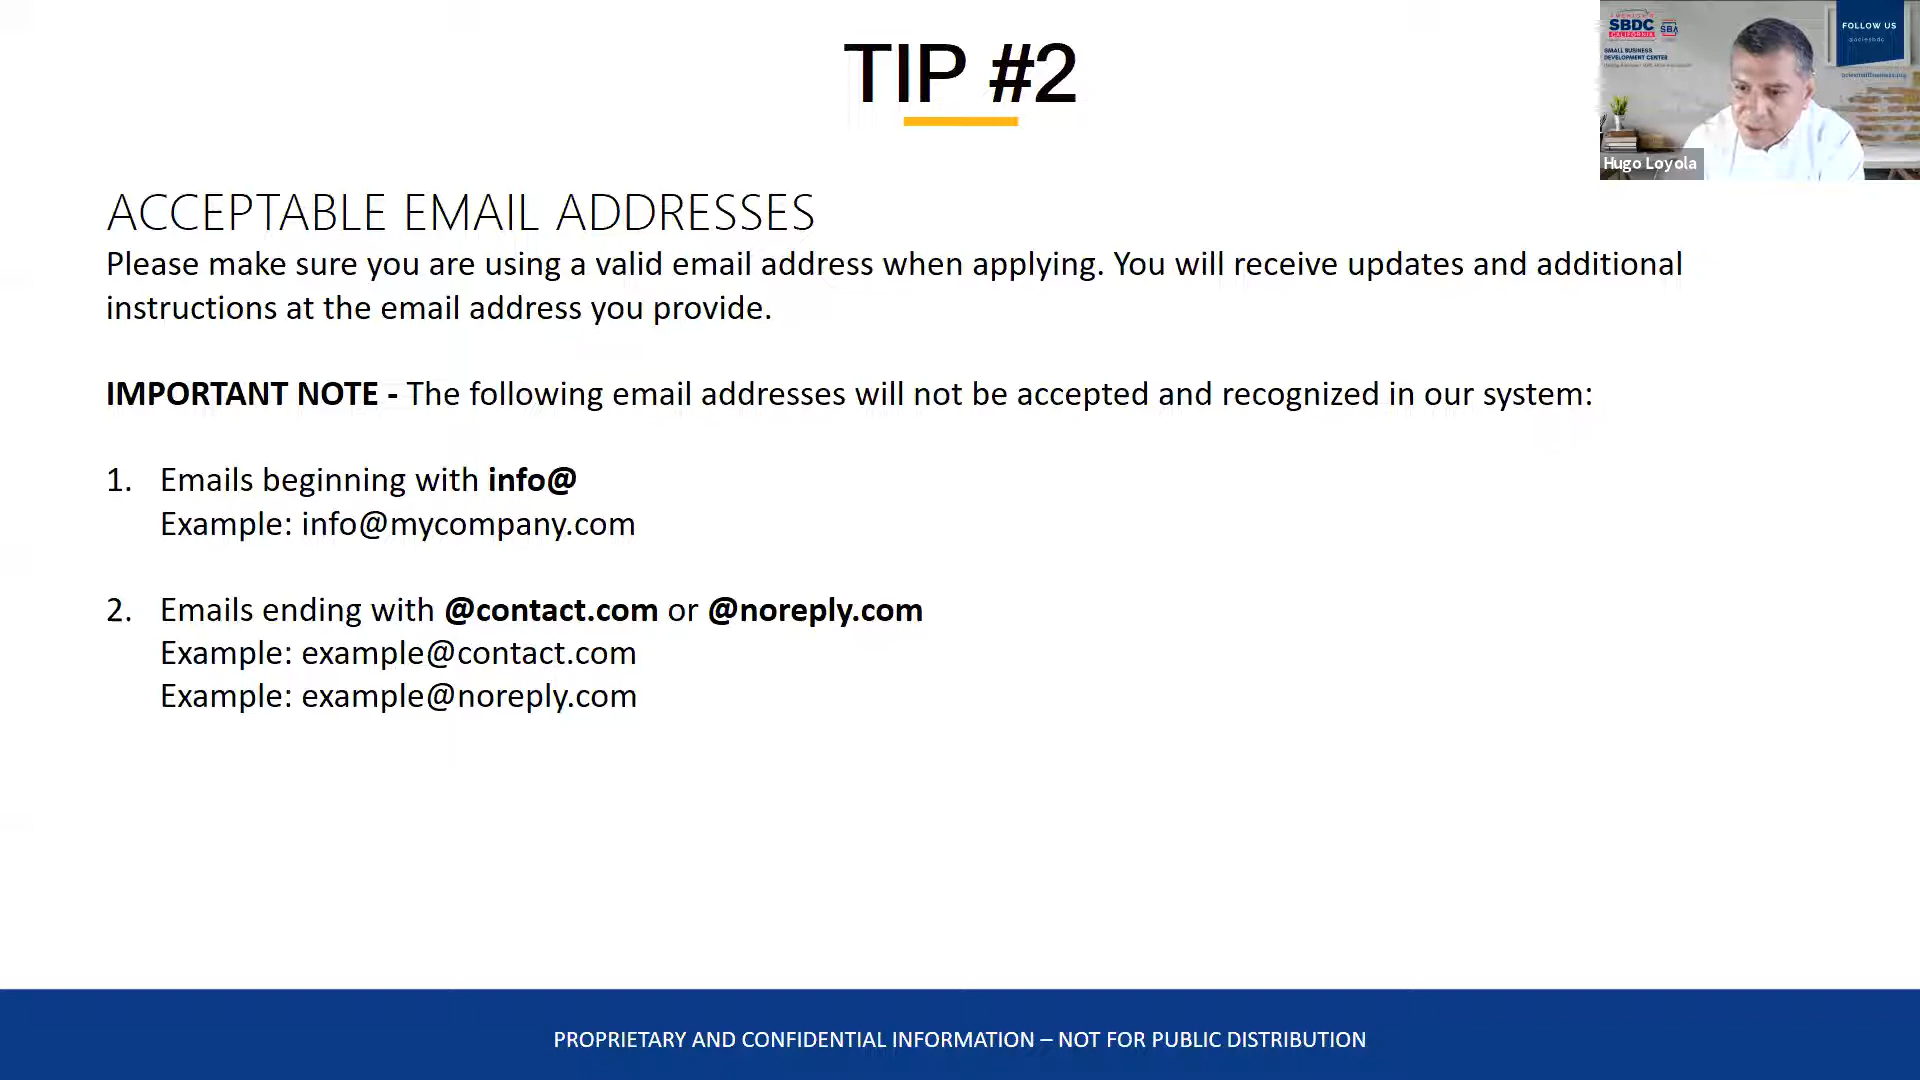 TIP #2
AMERICA'S
SBDC
CALIFORNIA
SBA
SMALL BUSINESS
DEVELOPMENT CENTER
FOLLOW US
Hugo Loyola
ACCEPTABLE EMAIL ADDRESSES
Please make sure you are using a valid email address when applying. You will receive updates and additional
instructions at the email address you provide.
IMPORTANT NOTE - The following email addresses will not be accepted and recognized in our system:
1. Emails beginning with info@
Example: info@mycompany.com
2. Emails ending with @contact.com or @noreply.com
Example: example@contact.com
Example: example@noreply.com
PROPRIETARY AND CONFIDENTIAL INFORMATION – NOT FOR PUBLIC DISTRIBUTION